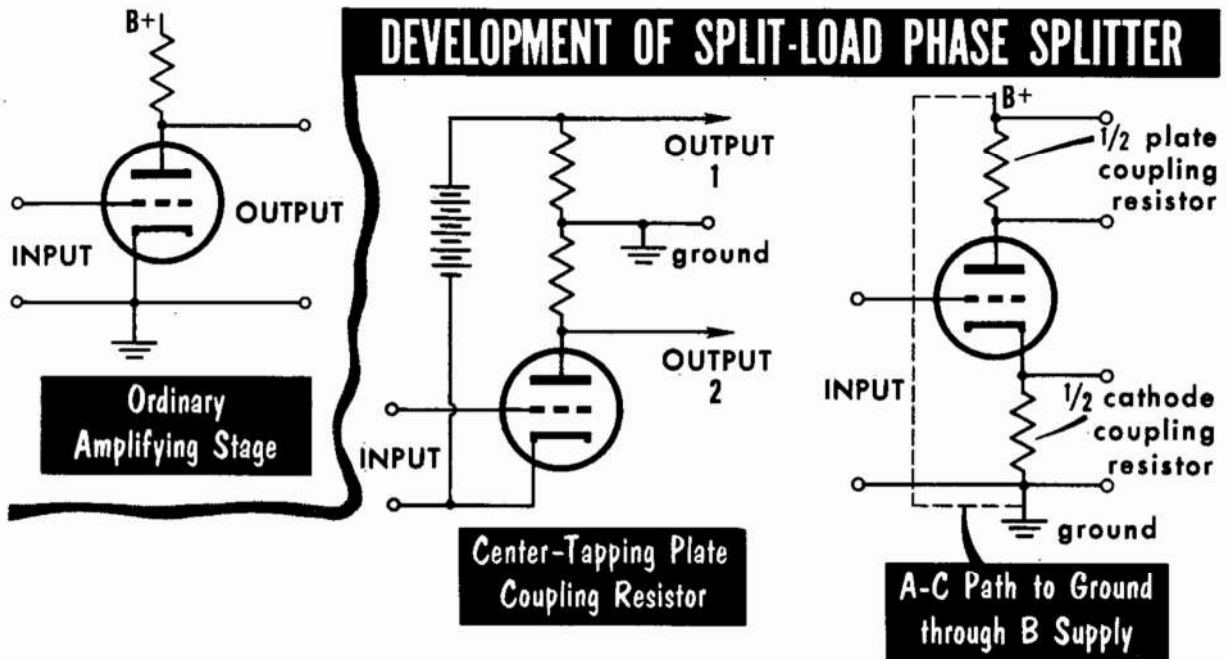 DEVELOPMENT OF SPLIT-LOAD PHASE SPLITTER
B+
OUTPUT
INPUT
Ordinary
Amplifying Stage
OUTPUT
1
ground
OUTPUT
2
INPUT
Center-Tapping Plate
Coupling Resistor
B+
1/2 plate
coupling
resistor
INPUT
1/2 cathode
coupling
resistor
ground
A-C Path to Ground
through B Supply